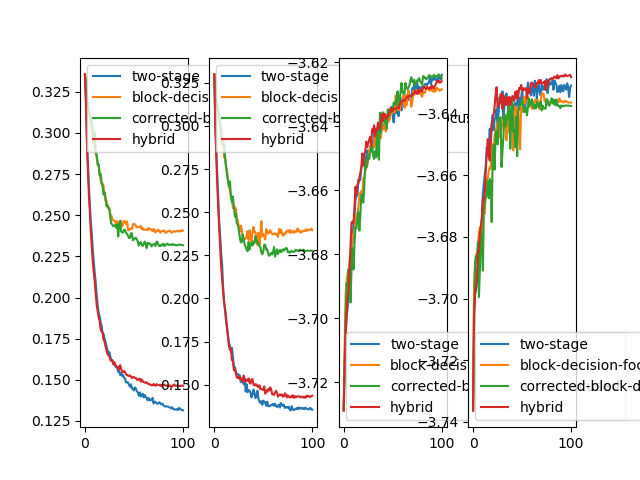 two-stage
block-decis
corrected-b
hybrid
0.325
0.300
0.275
0.250
0.225
0.200
0.175
0.150
0.125
0 100
two-stage
block-decis
corrected-b
hybrid
0.325
0.300
0.275
0.250
0.225
0.200
0.175
0.150
0 100
−3.62
−3.64
−3.66
−3.68
−3.70
−3.72
two-stage
block-decis
corrected-b
hybrid
0 100
−3.64
−3.66
−3.68
−3.70
−3.72
−3.74
two-stage
block-decision-foc
corrected-block-d
hybrid
0 100